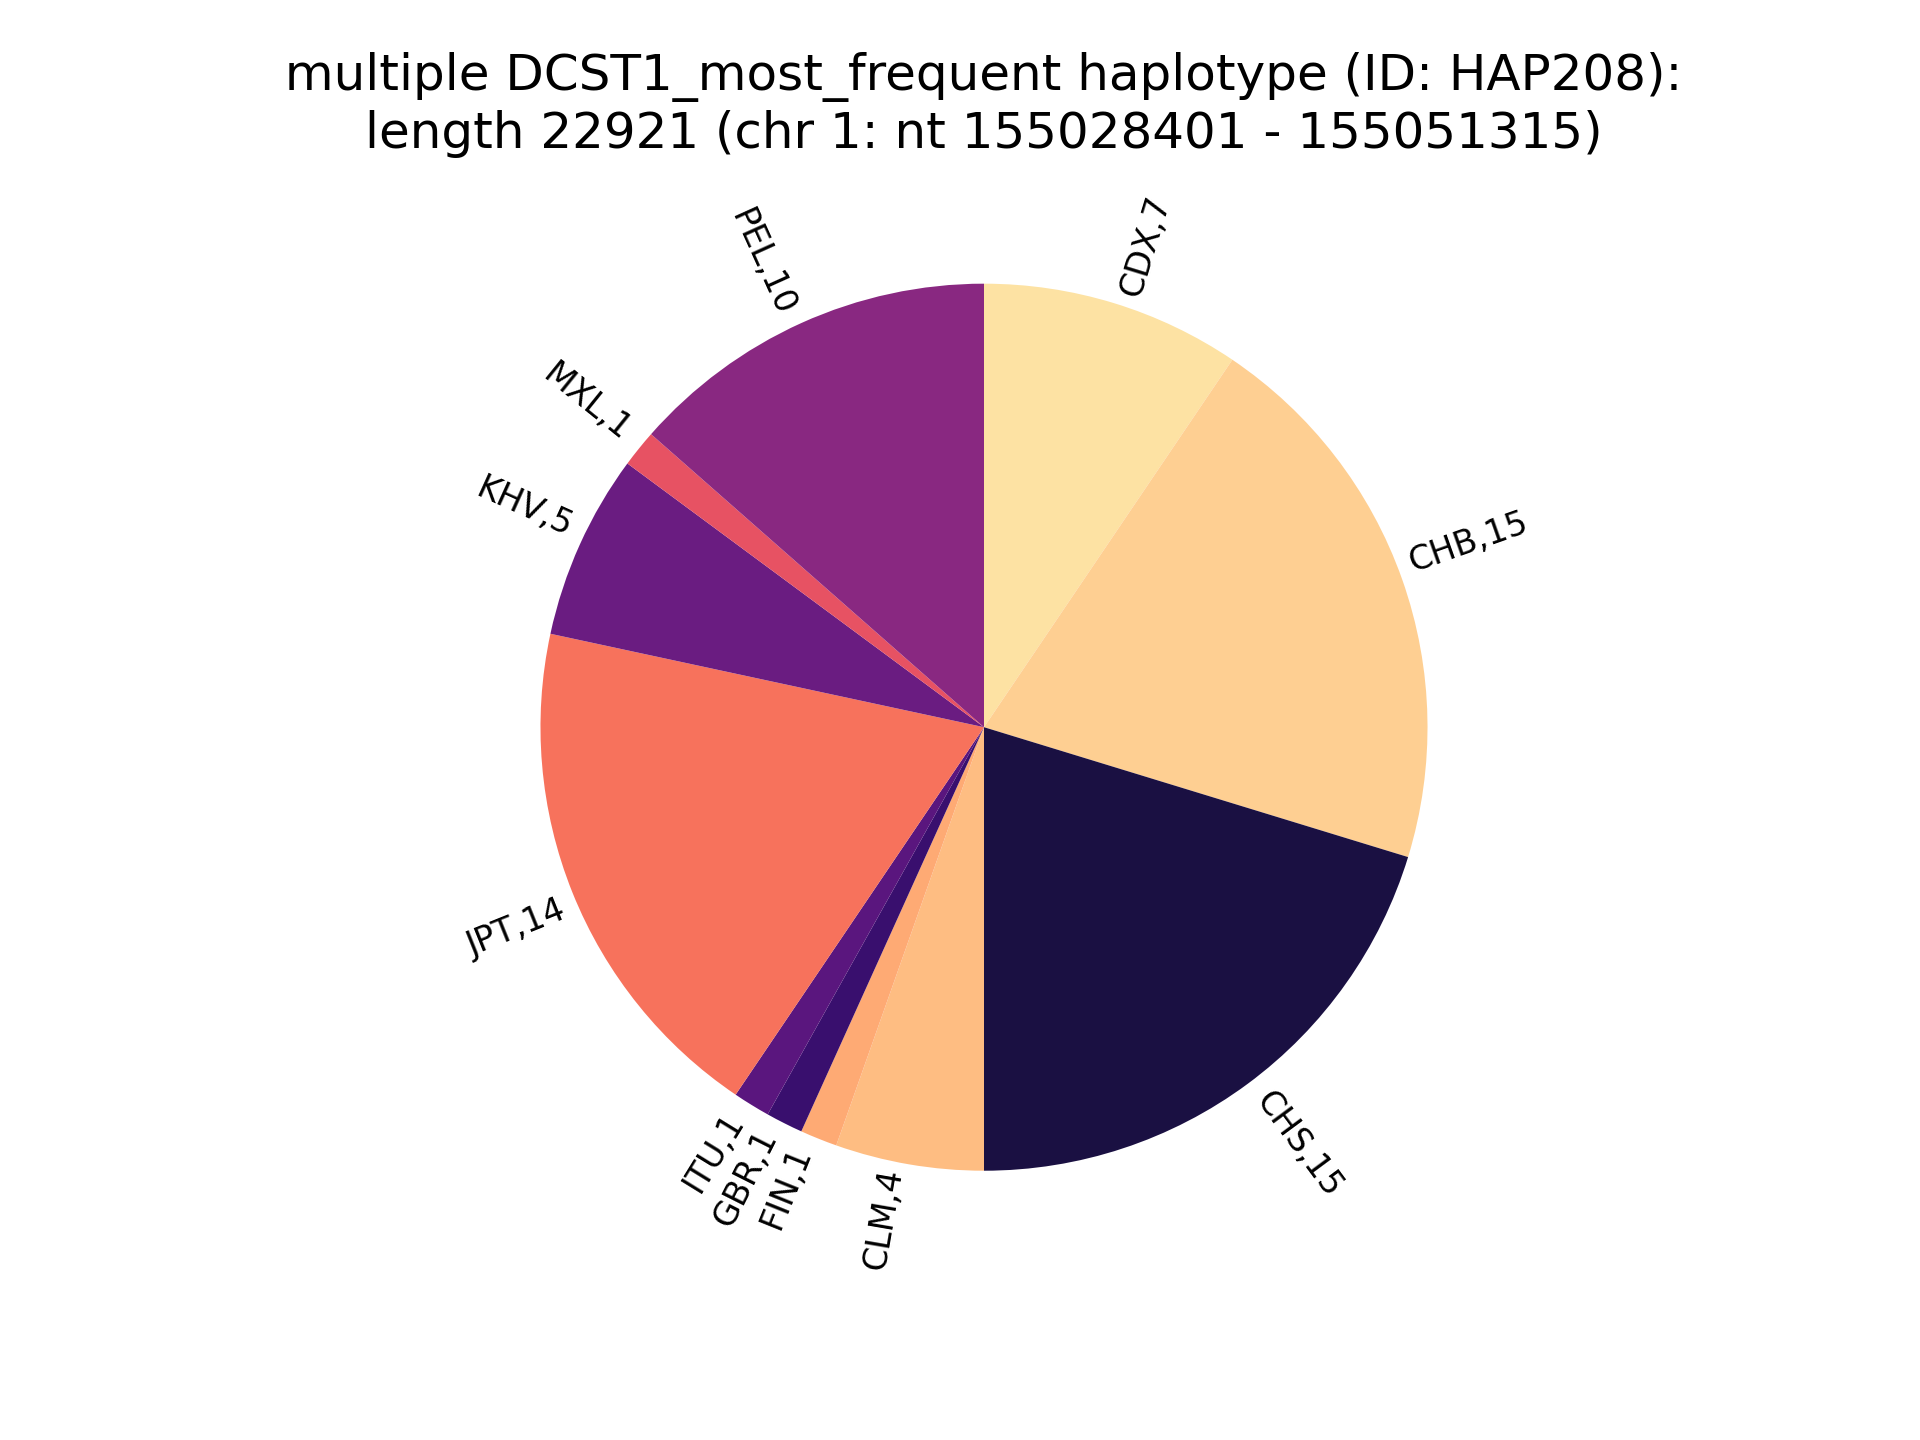 multiple DCST1_most_frequent haplotype (ID: HAP208):
length 22921 (chr 1: nt 155028401 - 155051315)
CDX,7
PEL,10
MXL,1
KHV,5
CHB,15
JPT,14
ITU,1
GBR,1
FIN,1
CLM,4
CHS,15